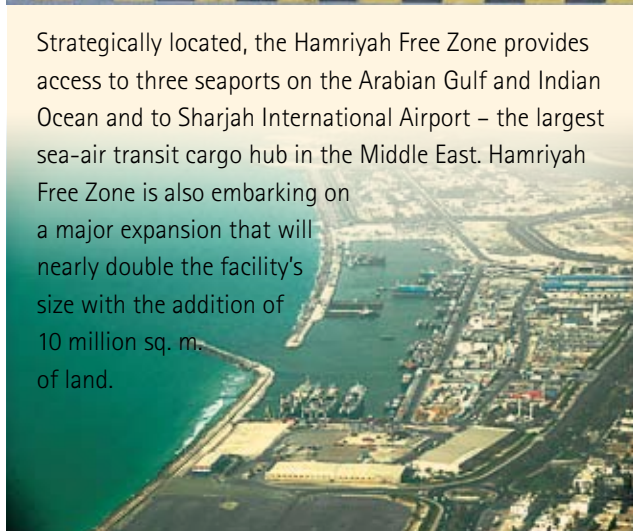 Strategically located, the Hamriyah Free Zone provides
access to three seaports on the Arabian Gulf and Indian
Ocean and to Sharjah International Airport – the largest
sea-air transit cargo hub in the Middle East. Hamriyah
Free Zone is also embarking on
a major expansion that will
nearly double the facility's
size with the addition of
10 million sq. m.
of land.